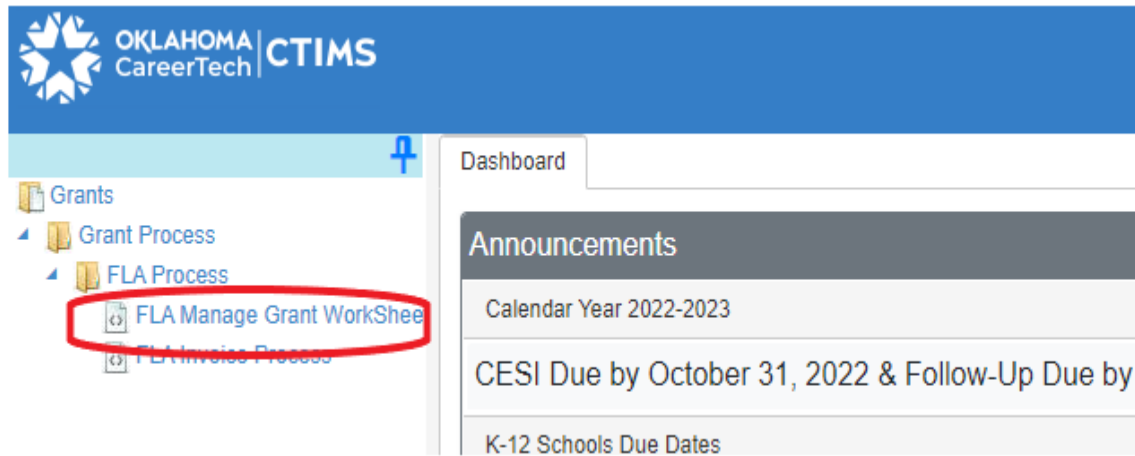 OKLAHOMA
CareerTech
CTIMS
Dashboard
Grants
Grant Process
FLA Process
FLA Manage Grant WorkShee
FLA Invoice Process
Announcements
Calendar Year 2022-2023
CESI Due by October 31, 2022 & Follow-Up Due by
K-12 Schools Due Dates